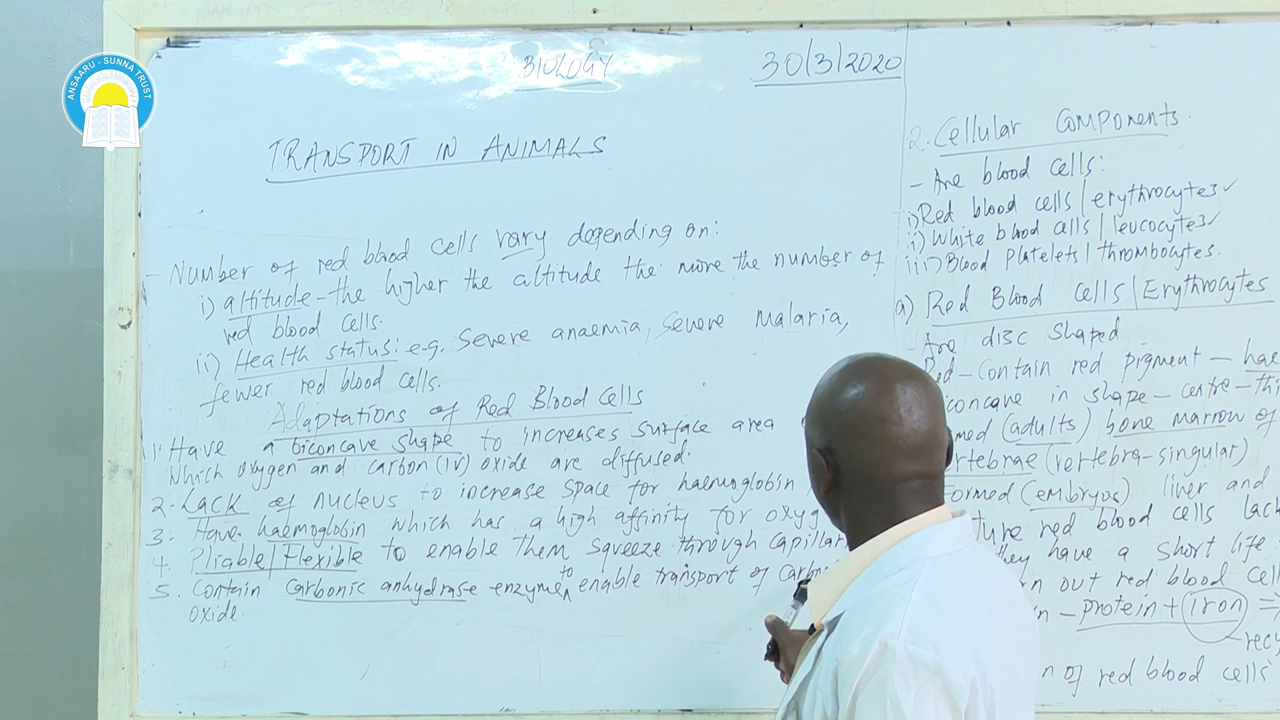 ANSAARU - SUNNA TRUST
BIOLOGY
30/3/2020
TRANSPORT IN ANIMALS
- Number of red blood cells vary depending on:
i) altitude - the higher the altitude the more the number of
red blood cells.
ii) Health status: e.g. Severe anaemia, severe malaria,
fewer red blood cells.
Adaptations of Red Blood Cells
1. Have a biconcave shape to increases surface area
which oxygen and carbon (IV) oxide are diffused.
2. Lack of nucleus to increase space for haemoglobin
3. Have haemoglobin which has a high affinity for oxyg
4. Pliable/Flexible to enable them squeeze through capillar
5. Contain carbonic anhydrase enzyme to enable transport of carbon
oxide.
2. Cellular components.
- Are blood cells:
i) Red blood cells/erythrocytes ✓
ii) White blood cells/leucocytes ✓
iii) Blood Platelets/thrombocytes.
a) Red Blood cells/Erythrocytes
- Are disc shaped
Red - contain red pigment - hae
concave in shape - centre - thi
med (adults) bone marrow of
rtebrae (vertebra-singular)
formed (embryos) liver and
ture red blood cells lack
They have a short life
n out red blood cel
in - protein + iron =>
recy
n of red blood cells